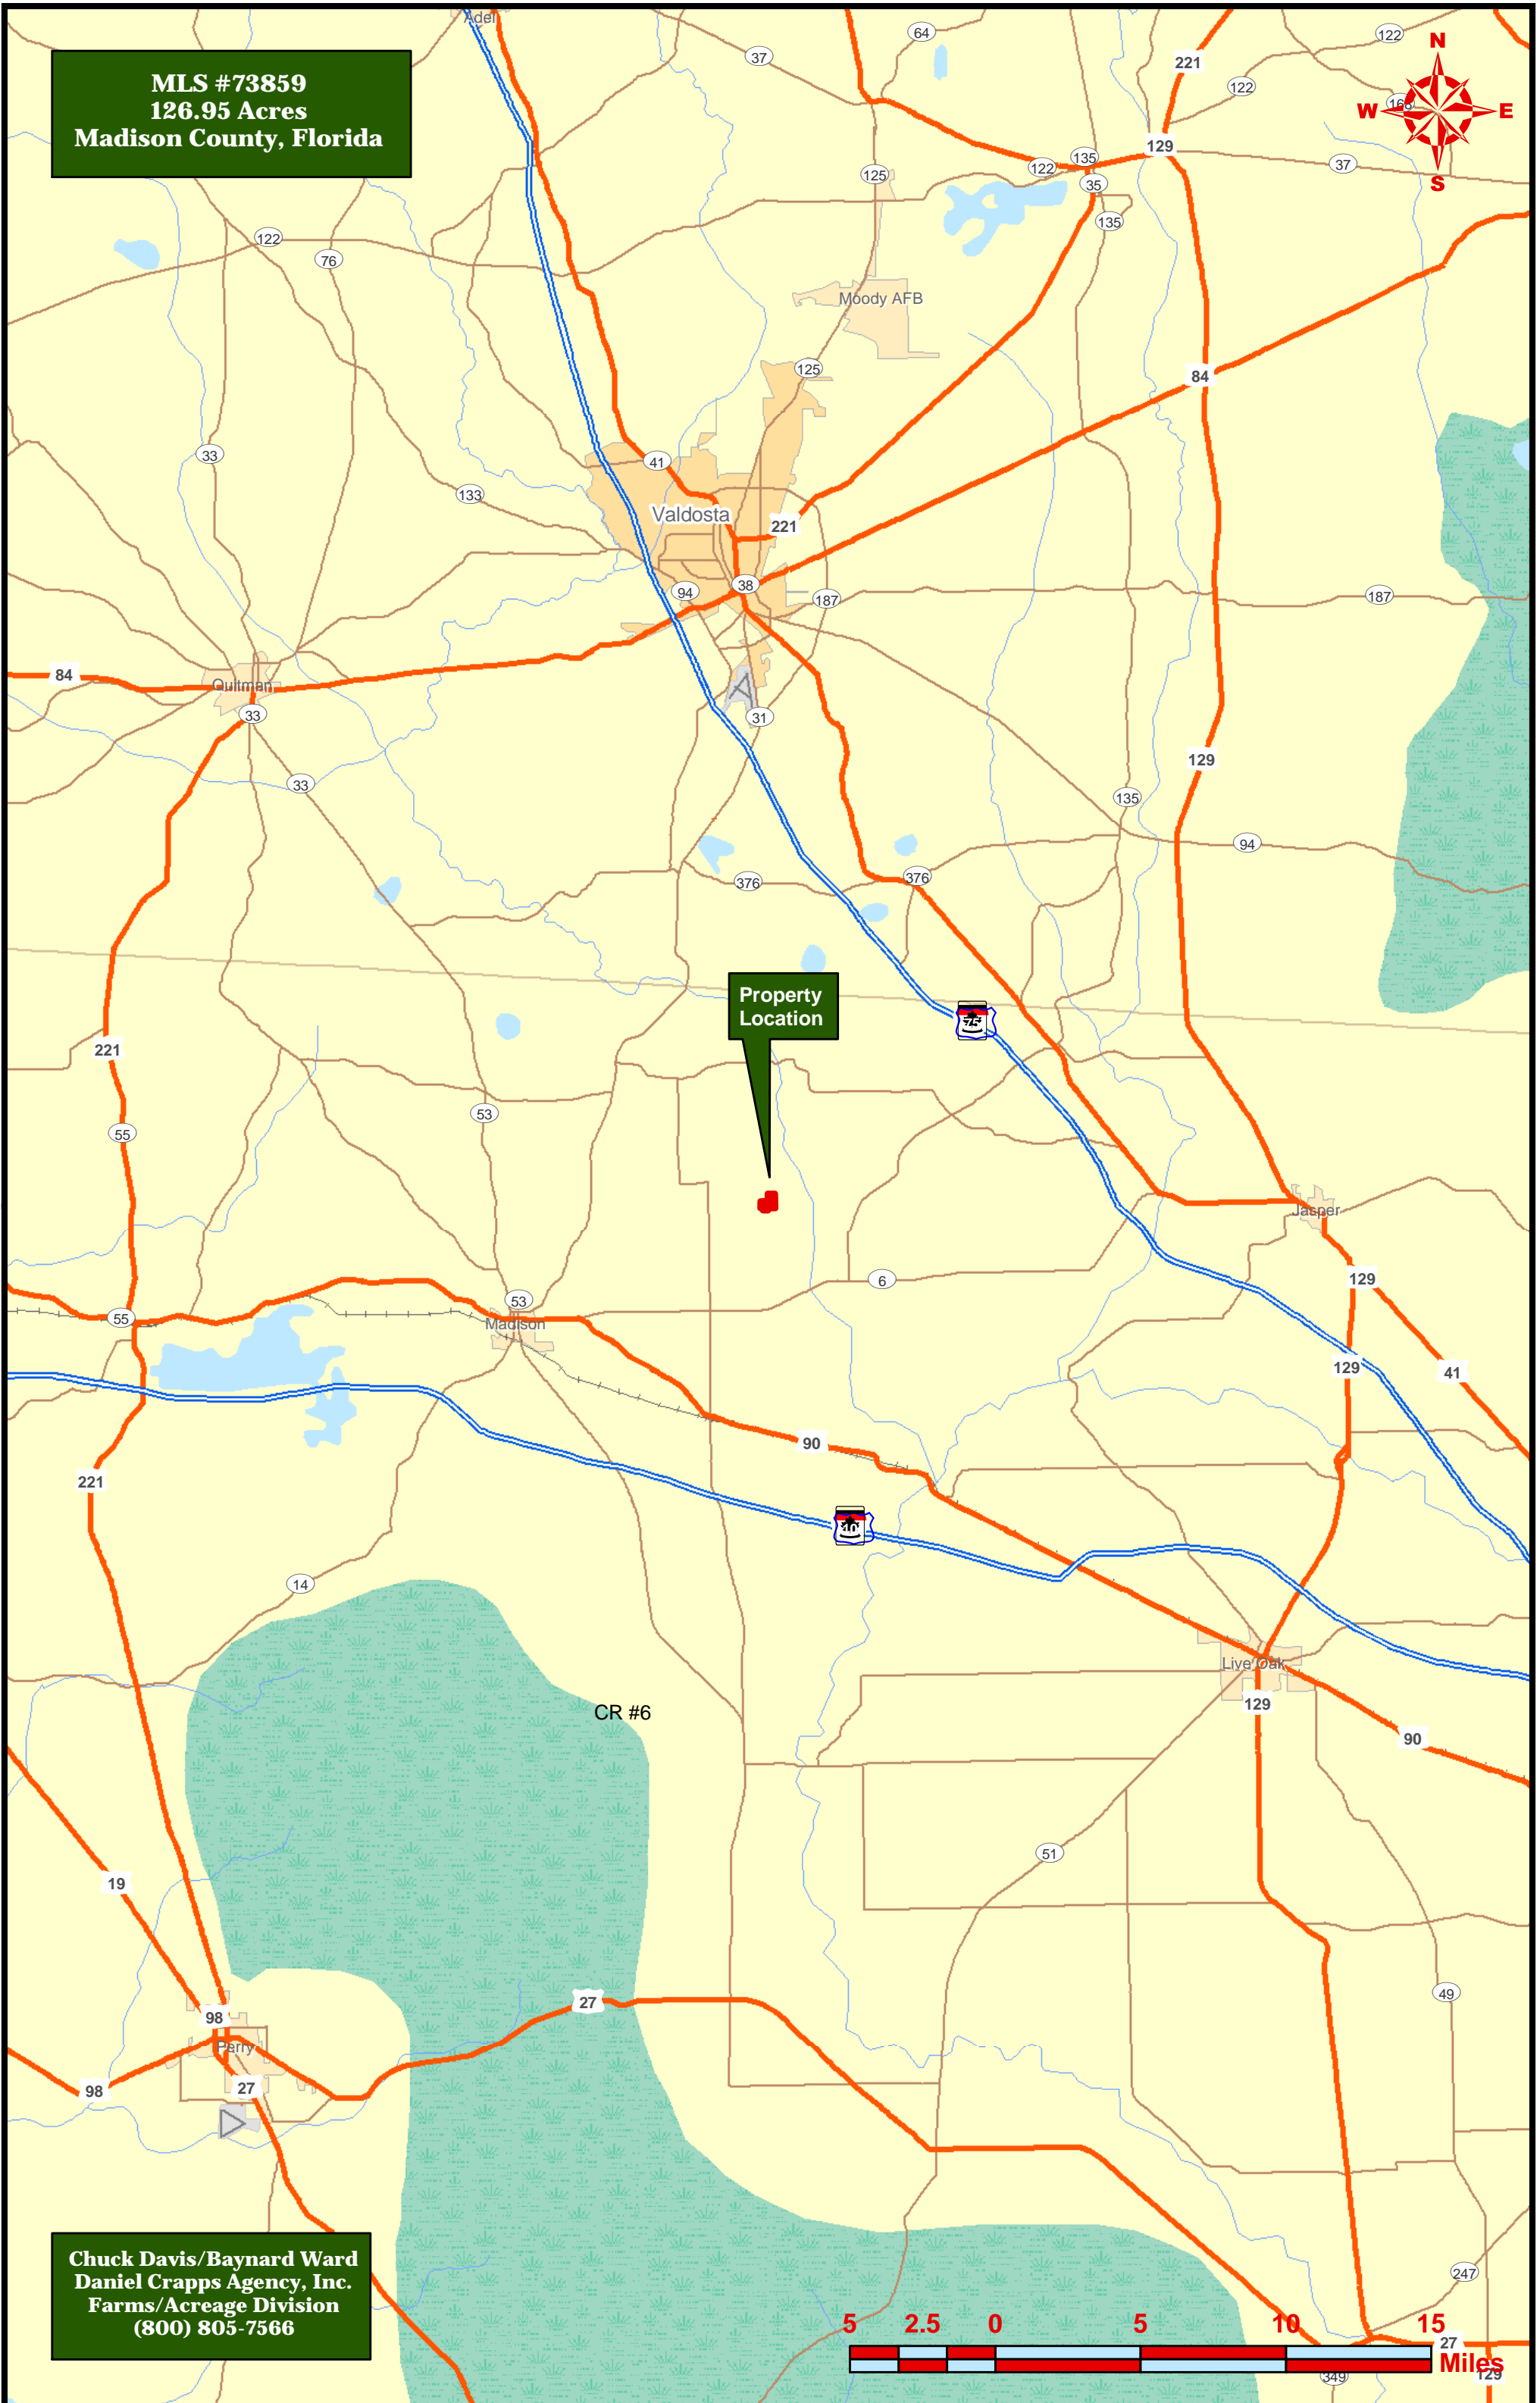 Adel
MLS #73859
126.95 Acres
Madison County, Florida
64
37
122
221
122
168
N
W
E
S
129
135
122
35
37
125
135
122
76
Moody AFB
125
84
33
41
133
Valdosta
221
38
94
187
187
84
Quitman
33
31
129
33
135
94
376
376
Property
Location
75
221
53
55
Jasper
6
129
53
55
Madison
129
41
90
221
10
14
Live Oak
CR #6
129
90
51
19
49
98
27
Perry
98
27
Chuck Davis/Baynard Ward
Daniel Crapps Agency, Inc.
Farms/Acreage Division
(800) 805-7566
247
5 2.5 0 5 10 15
27
Miles
349
129